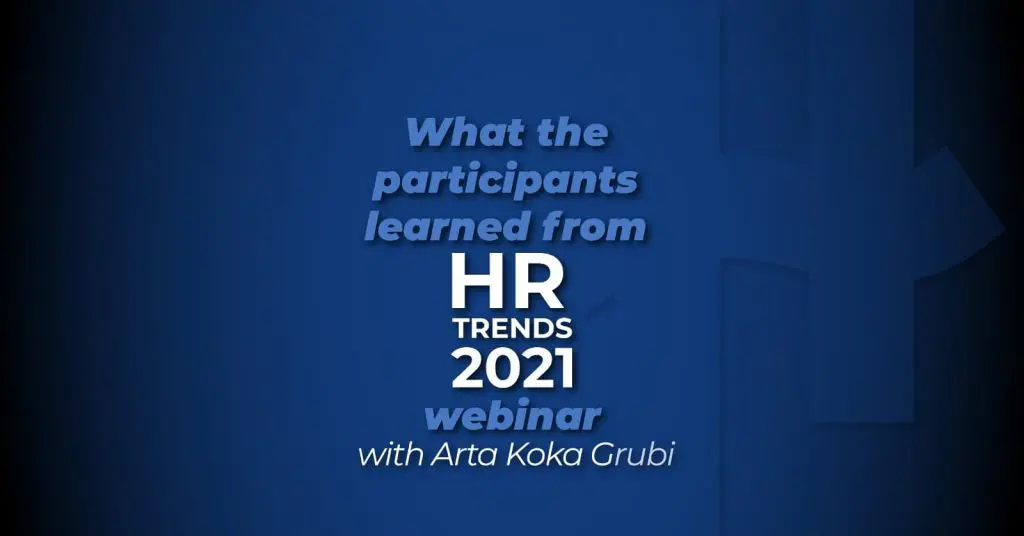 What the
participants
learned from
HR
TRENDS
2021
webinar
with Arta Koka Grubi